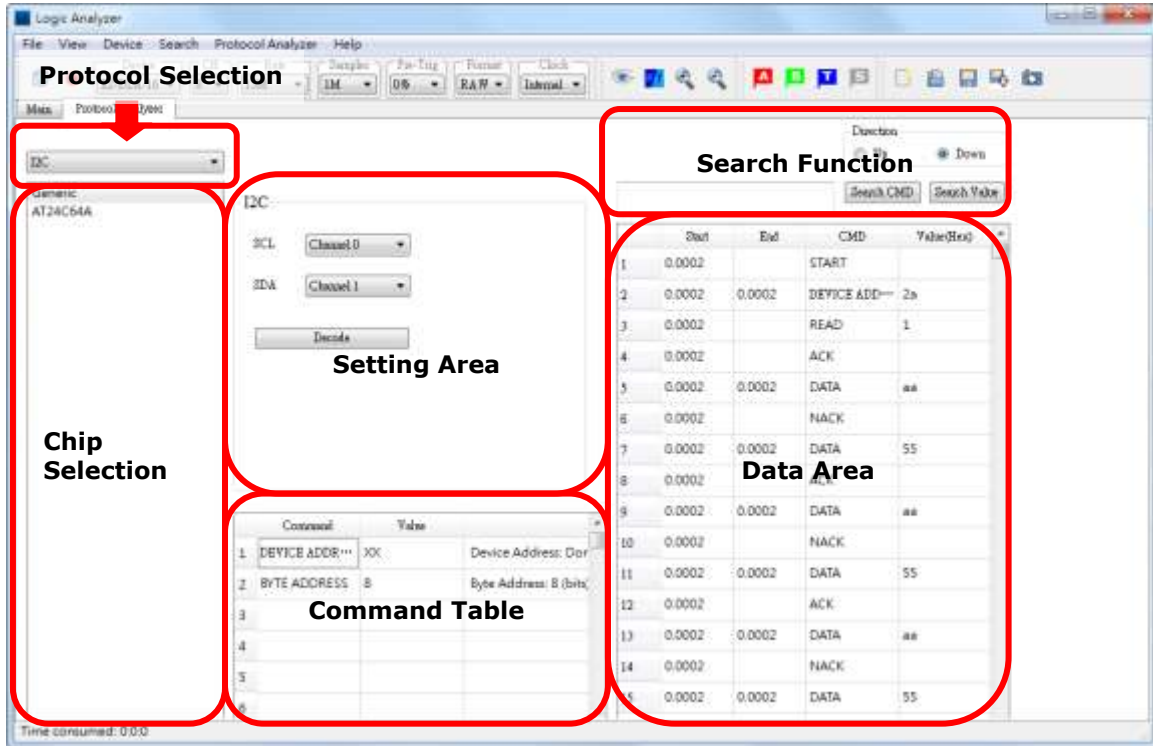 Logic Analyzer
File View Device Search Protocol Analyzer Help
Protocol Selection
Samples Pre-Trig Format Clock
1M 0% RAW Internal
Main
I2C
Generic
AT24C64A
Chip
Selection
I2C
SCL Channel 0
SDA Channel 1
Decode
Setting Area
Command Value
1 DEVICE ADDR··· XX Device Address: Don
2 BYTE ADDRESS 8 Byte Address: 8 (bits)
3
4
5
6
Command Table
Direction
Up Down
Search Function
Search CMD Search Value
Start End CMD Value(Hex)
1 0.0002 START
2 0.0002 0.0002 DEVICE ADD··· 2a
3 0.0002 READ 1
4 0.0002 ACK
5 0.0002 0.0002 DATA aa
6 0.0002 NACK
7 0.0002 0.0002 DATA 55
Data Area
8 0.0002 ACK
9 0.0002 0.0002 DATA aa
10 0.0002 NACK
11 0.0002 0.0002 DATA 55
12 0.0002 ACK
13 0.0002 0.0002 DATA aa
14 0.0002 NACK
15 0.0002 0.0002 DATA 55
Time consumed: 0:0:0